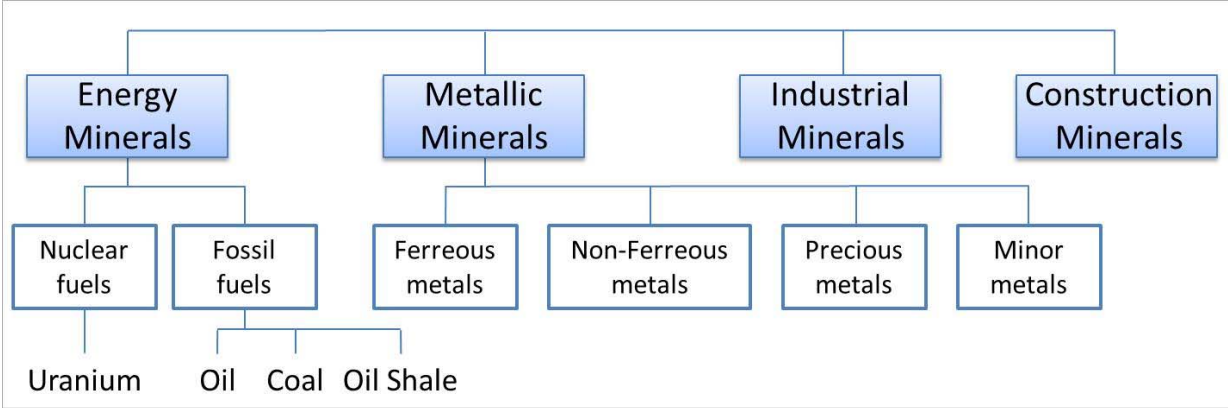 Energy
Minerals
Metallic
Minerals
Industrial
Minerals
Construction
Minerals
Nuclear
fuels
Fossil
fuels
Ferreous
metals
Non-Ferreous
metals
Precious
metals
Minor
metals
Uranium
Oil
Coal
Oil Shale